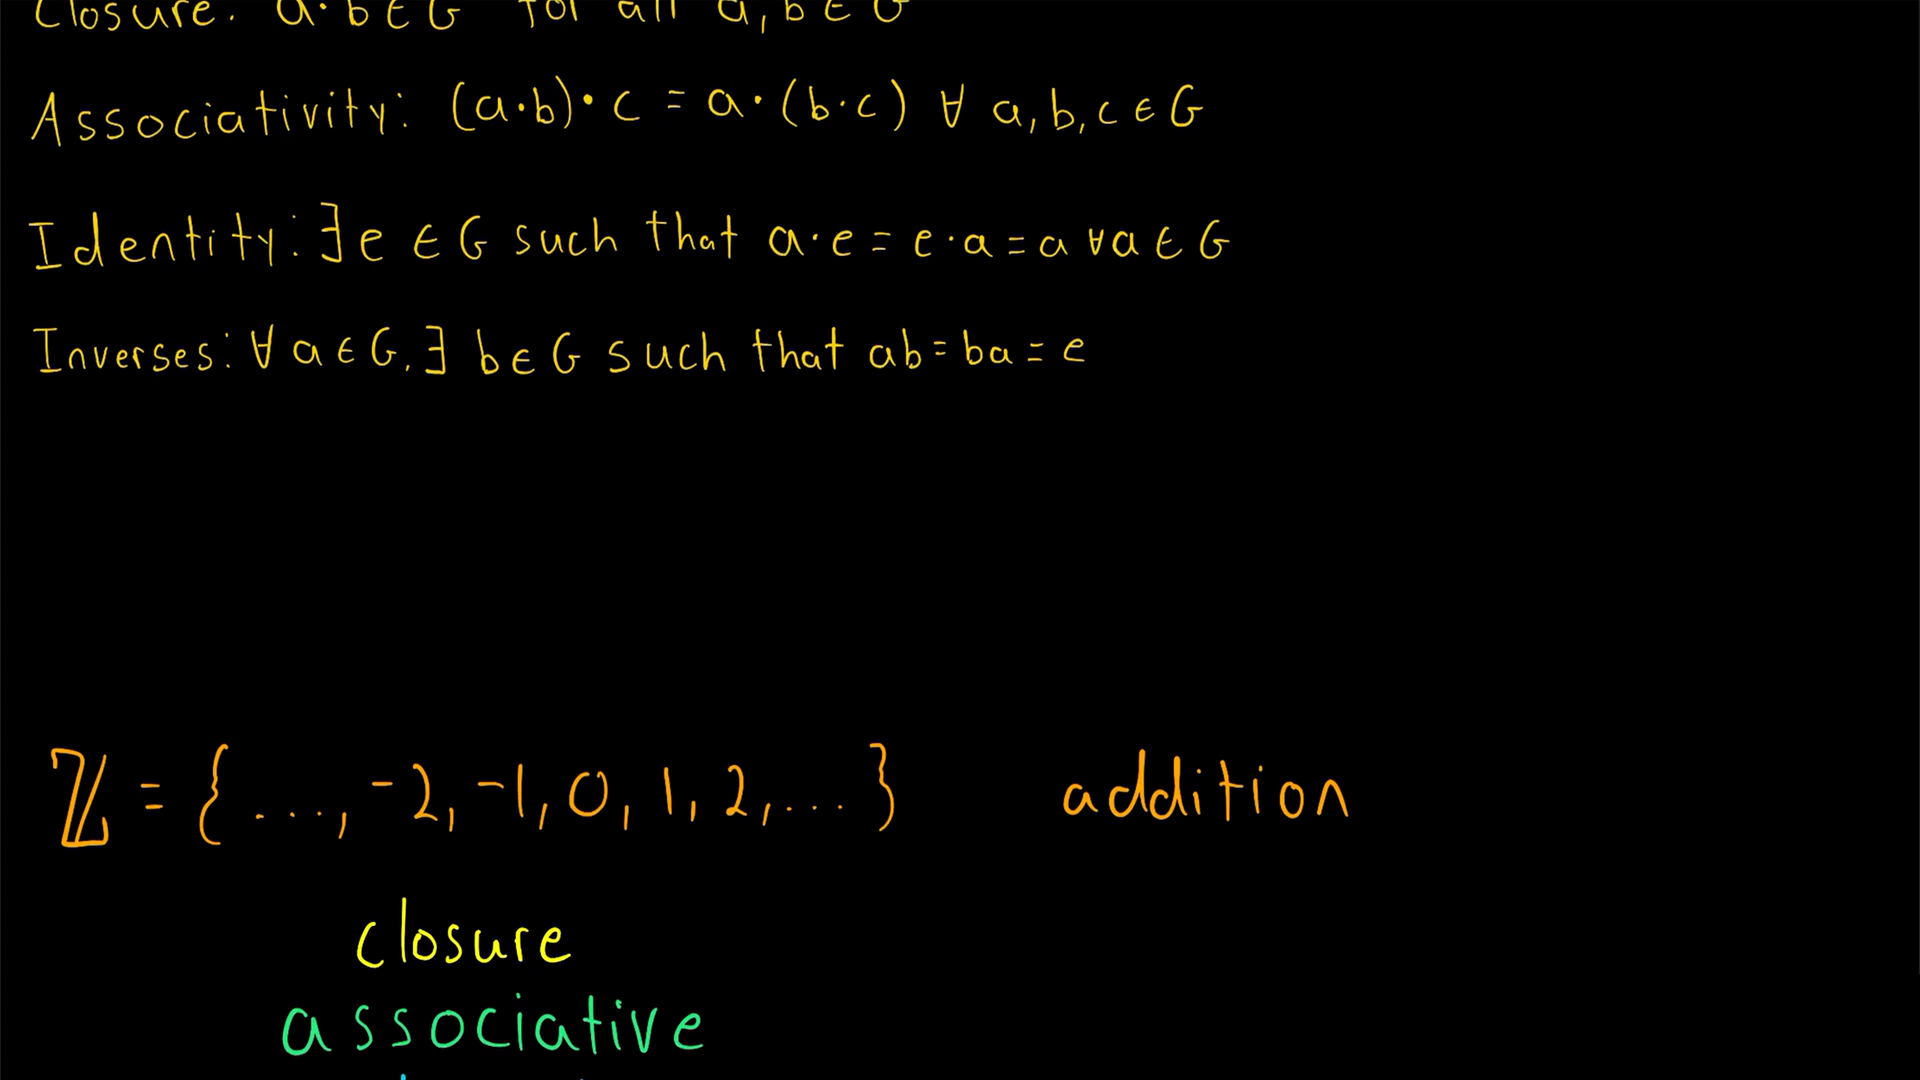 Closure: a·b∈G for all a,b∈G
Associativity: (a·b)·c = a·(b·c) ∀ a,b,c∈G
Identity: ∃e∈G such that a·e = e·a = a ∀a∈G
Inverses: ∀a∈G, ∃ b∈G such that ab=ba=e
ℤ = {..., -2, -1, 0, 1, 2, ...} addition
closure
associative